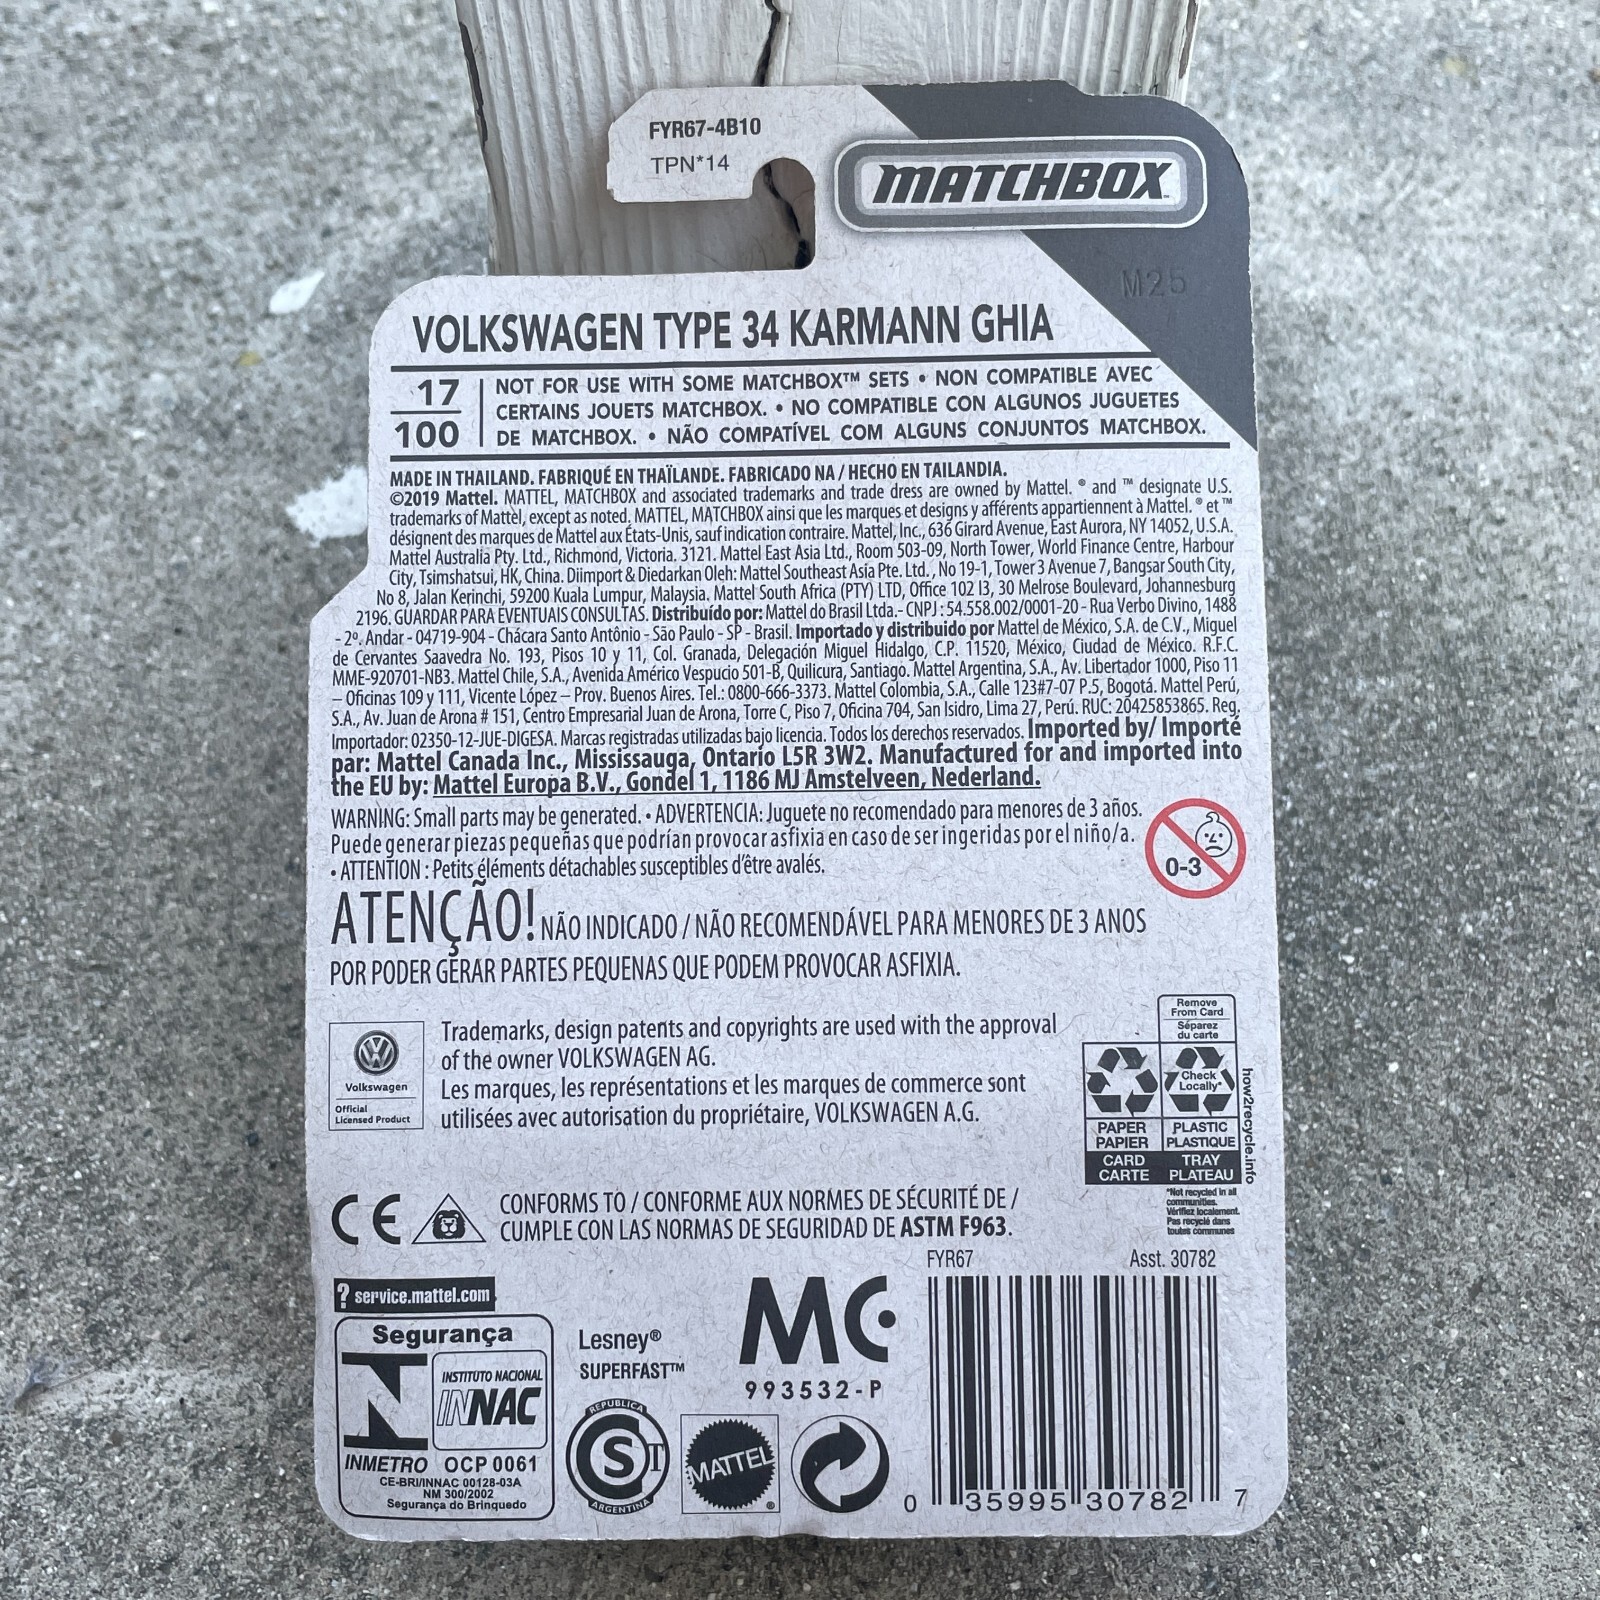 FYR67-4B10
TPN*14
MATCHBOX™
M25
VOLKSWAGEN TYPE 34 KARMANN GHIA
17
100
NOT FOR USE WITH SOME MATCHBOX™ SETS • NON COMPATIBLE AVEC
CERTAINS JOUETS MATCHBOX. • NO COMPATIBLE CON ALGUNOS JUGUETES
DE MATCHBOX. • NÃO COMPATÍVEL COM ALGUNS CONJUNTOS MATCHBOX.
MADE IN THAILAND. FABRIQUÉ EN THAÏLANDE. FABRICADO NA / HECHO EN TAILANDIA.
©2019 Mattel. MATTEL, MATCHBOX and associated trademarks and trade dress are owned by Mattel. ® and ™ designate U.S.
trademarks of Mattel, except as noted. MATTEL, MATCHBOX ainsi que les marques et designs y afférents appartiennent à Mattel. ® et ™
désignent des marques de Mattel aux États-Unis, sauf indication contraire. Mattel, Inc., 636 Girard Avenue, East Aurora, NY 14052, U.S.A.
Mattel Australia Pty. Ltd., Richmond, Victoria. 3121. Mattel East Asia Ltd., Room 503-09, North Tower, World Finance Centre, Harbour
City, Tsimshatsui, HK, China. Diimport & Diedarkan Oleh: Mattel Southeast Asia Pte. Ltd., No 19-1, Tower 3 Avenue 7, Bangsar South City,
No 8, Jalan Kerinchi, 59200 Kuala Lumpur, Malaysia. Mattel South Africa (PTY) LTD, Office 102 I3, 30 Melrose Boulevard, Johannesburg
2196. GUARDAR PARA EVENTUAIS CONSULTAS. Distribuído por: Mattel do Brasil Ltda.- CNPJ : 54.558.002/0001-20 - Rua Verbo Divino, 1488
- 2º. Andar - 04719-904 - Chácara Santo Antônio - São Paulo - SP - Brasil. Importado y distribuido por Mattel de México, S.A. de C.V., Miguel
de Cervantes Saavedra No. 193, Pisos 10 y 11, Col. Granada, Delegación Miguel Hidalgo, C.P. 11520, México, Ciudad de México. R.F.C.
MME-920701-NB3. Mattel Chile, S.A., Avenida Américo Vespucio 501-B, Quilicura, Santiago. Mattel Argentina, S.A., Av. Libertador 1000, Piso 11
– Oficinas 109 y 111, Vicente López – Prov. Buenos Aires. Tel.: 0800-666-3373. Mattel Colombia, S.A., Calle 123#7-07 P.5, Bogotá. Mattel Perú,
S.A., Av. Juan de Arona # 151, Centro Empresarial Juan de Arona, Torre C, Piso 7, Oficina 704, San Isidro, Lima 27, Perú. RUC: 20425853865. Reg.
Importador: 02350-12-JUE-DIGESA. Marcas registradas utilizadas bajo licencia. Todos los derechos reservados. Imported by/ Importé
par: Mattel Canada Inc., Mississauga, Ontario L5R 3W2. Manufactured for and imported into
the EU by: Mattel Europa B.V., Gondel 1, 1186 MJ Amstelveen, Nederland.
WARNING: Small parts may be generated. • ADVERTENCIA: Juguete no recomendado para menores de 3 años.
Puede generar piezas pequeñas que podrían provocar asfixia en caso de ser ingeridas por el niño/a.
• ATTENTION : Petits éléments détachables susceptibles d'être avalés.
0-3
ATENÇÃO! NÃO INDICADO / NÃO RECOMENDÁVEL PARA MENORES DE 3 ANOS
POR PODER GERAR PARTES PEQUENAS QUE PODEM PROVOCAR ASFIXIA.
Volkswagen
Official
Licensed Product
Trademarks, design patents and copyrights are used with the approval
of the owner VOLKSWAGEN AG.
Les marques, les représentations et les marques de commerce sont
utilisées avec autorisation du propriétaire, VOLKSWAGEN A.G.
Remove
From Card
Séparez
du carte
Check
Locally*
PAPER
PAPIER
PLASTIC
PLASTIQUE
CARD
CARTE
TRAY
PLATEAU
how2recycle.info
*Not recycled in all
communities.
Vérifiez localement.
Pas recyclé dans
toutes communes
CE
CONFORMS TO / CONFORME AUX NORMES DE SÉCURITÉ DE /
CUMPLE CON LAS NORMAS DE SEGURIDAD DE ASTM F963.
FYR67
Asst. 30782
? service.mattel.com
Segurança
INSTITUTO NACIONAL
INNAC
INMETRO OCP 0061
CE-BRI/INNAC 00128-03A
NM 300/2002
Segurança do Brinquedo
Lesney®
SUPERFAST™
MC
993532-P
REPUBLICA
ST
ARGENTINA
MATTEL®
0 35995 30782 7